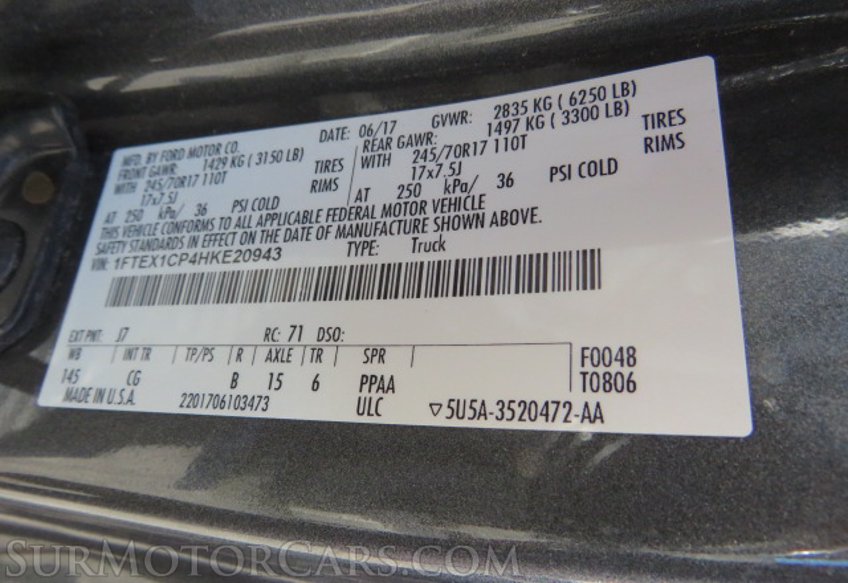 MFD. BY FORD MOTOR CO.
DATE: 06/17 GVWR: 2835 KG ( 6250 LB)
FRONT GAWR: 1429 KG ( 3150 LB)
REAR GAWR: 1497 KG ( 3300 LB)
WITH 245/70R17 110T TIRES
WITH 245/70R17 110T TIRES
17x7.5J RIMS
17x7.5J RIMS
AT 250 kPa/ 36 PSI COLD
AT 250 kPa/ 36 PSI COLD
THIS VEHICLE CONFORMS TO ALL APPLICABLE FEDERAL MOTOR VEHICLE
SAFETY STANDARDS IN EFFECT ON THE DATE OF MANUFACTURE SHOWN ABOVE.
VIN: 1FTEX1CP4HKE20943 TYPE: Truck
EXT PNT: J7 RC: 71 DSO:
WB INT TR TP/PS R AXLE TR SPR
145 CG B 15 6 PPAA
F0048
T0806
MADE IN U.S.A. 2201706103473 ULC ▽5U5A-3520472-AA
SurMotorCars.com